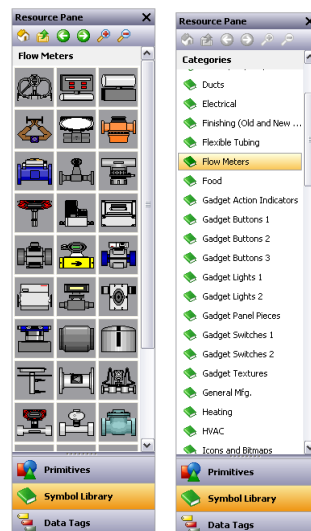 Resource Pane
Flow Meters
Primitives
Symbol Library
Data Tags
Resource Pane
Categories
Ducts
Electrical
Finishing (Old and New ...
Flexible Tubing
Flow Meters
Food
Gadget Action Indicators
Gadget Buttons 1
Gadget Buttons 2
Gadget Buttons 3
Gadget Lights 1
Gadget Lights 2
Gadget Panel Pieces
Gadget Switches 1
Gadget Switches 2
Gadget Textures
General Mfg.
Heating
HVAC
Icons and Bitmaps
Primitives
Symbol Library
Data Tags